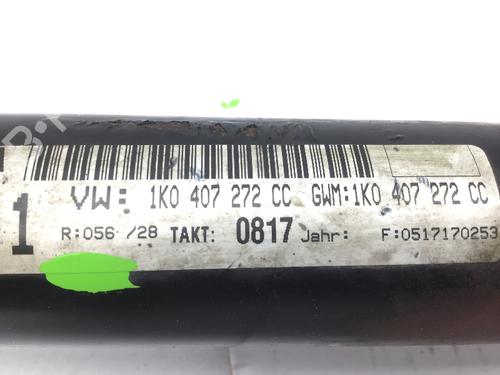 VW: 1K0 407 272 CC GWM:1K0 407 272 CC
1 R:056 /28 TAKT: 0817 Jahr: F:0517170253